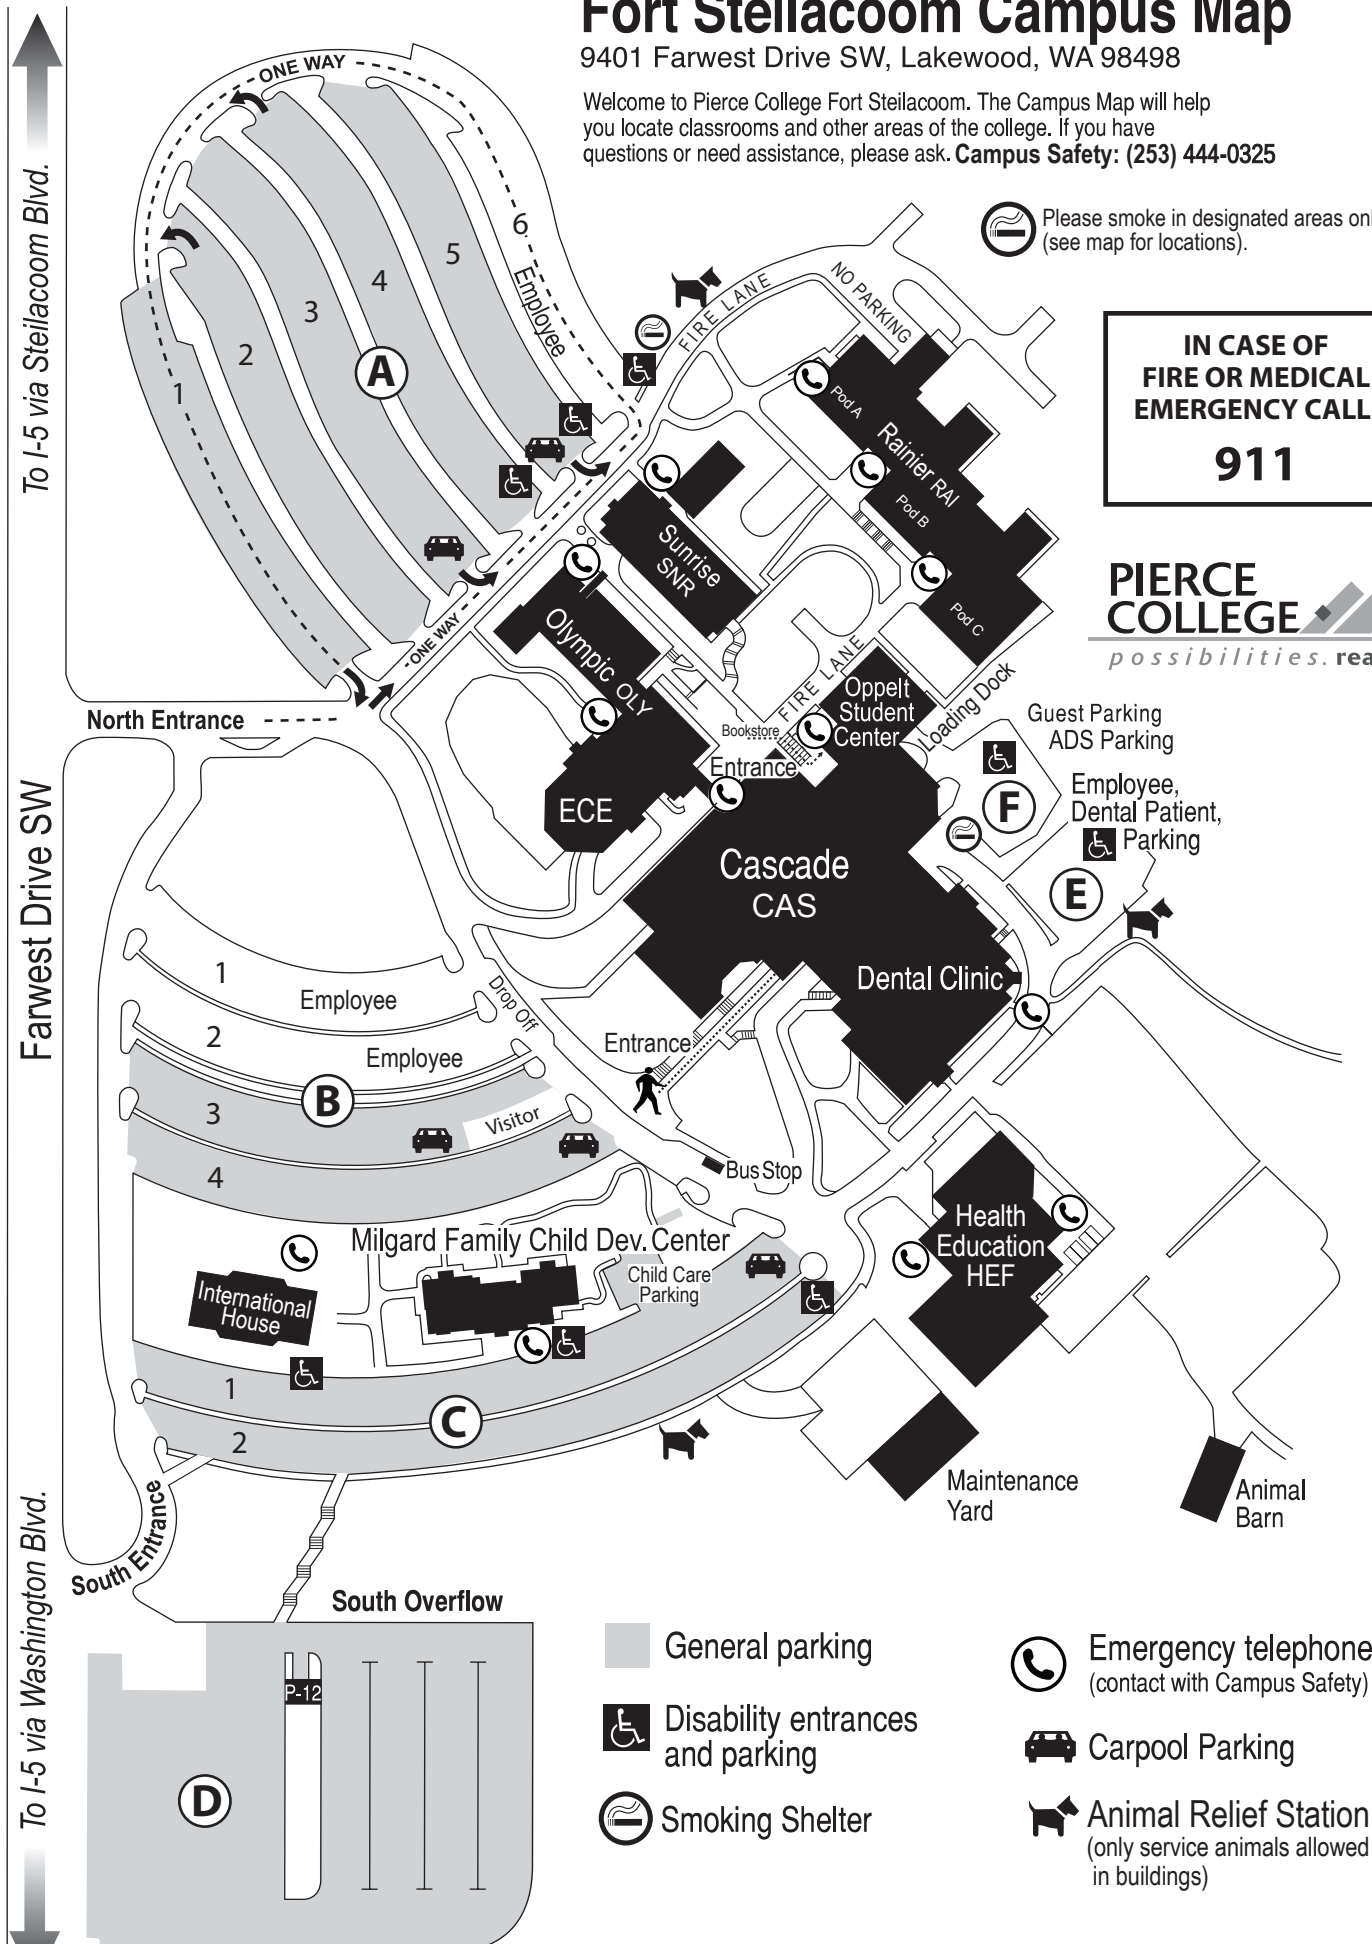 Fort Steilacoom Campus Map
9401 Farwest Drive SW, Lakewood, WA 98498
Welcome to Pierce College Fort Steilacoom. The Campus Map will help
you locate classrooms and other areas of the college. If you have
questions or need assistance, please ask. Campus Safety: (253) 444-0325
Please smoke in designated areas onl
(see map for locations).
IN CASE OF
FIRE OR MEDICAL
EMERGENCY CALL
911
PIERCE
COLLEGE
possibilities. rea
To I-5 via Steilacoom Blvd.
Farwest Drive SW
To I-5 via Washington Blvd.
ONE WAY
1
2
3
4
5
6
Employee
A
ONE WAY
North Entrance
FIRE LANE
NO PARKING
Pod A
Rainier RAI
Pod B
Pod C
Sunrise
SNR
Olympic OLY
ECE
FIRE LANE
Oppelt
Student
Center
Loading Dock
Bookstore
Entrance
Guest Parking
ADS Parking
F
Employee,
Dental Patient,
Parking
E
Cascade
CAS
Dental Clinic
Drop Off
Entrance
1
Employee
2
Employee
B
3
Visitor
4
Bus Stop
Milgard Family Child Dev. Center
Child Care
Parking
International
House
Health
Education
HEF
1
C
2
Maintenance
Yard
Animal
Barn
South Entrance
South Overflow
P-12
D
General parking
Disability entrances
and parking
Smoking Shelter
Emergency telephone
(contact with Campus Safety)
Carpool Parking
Animal Relief Station
(only service animals allowed
in buildings)